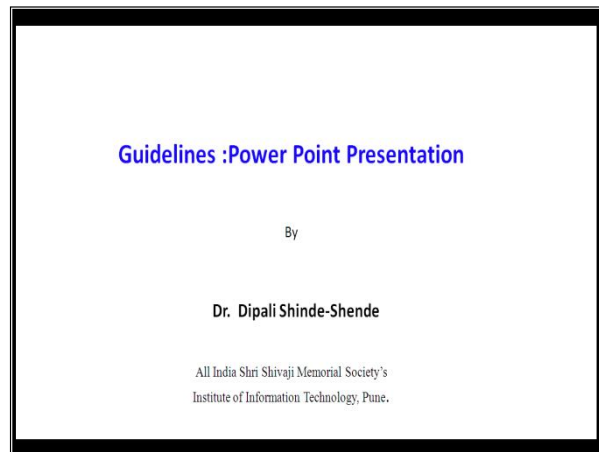 Guidelines :Power Point Presentation
By
Dr. Dipali Shinde-Shende
All India Shri Shivaji Memorial Society's
Institute of Information Technology, Pune.